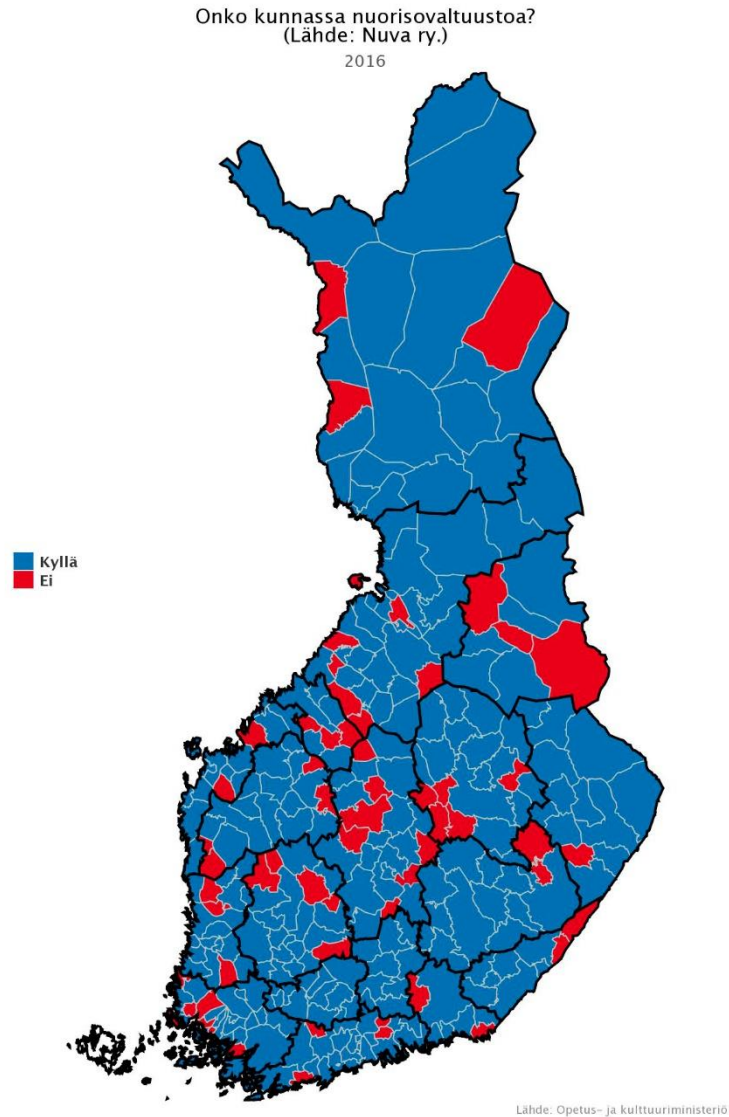 Onko kunnassa nuorisovaltuustoa?
(Lähde: Nuva ry.)
2016
Kyllä
Ei
Lähde: Opetus- ja kulttuuriministeriö